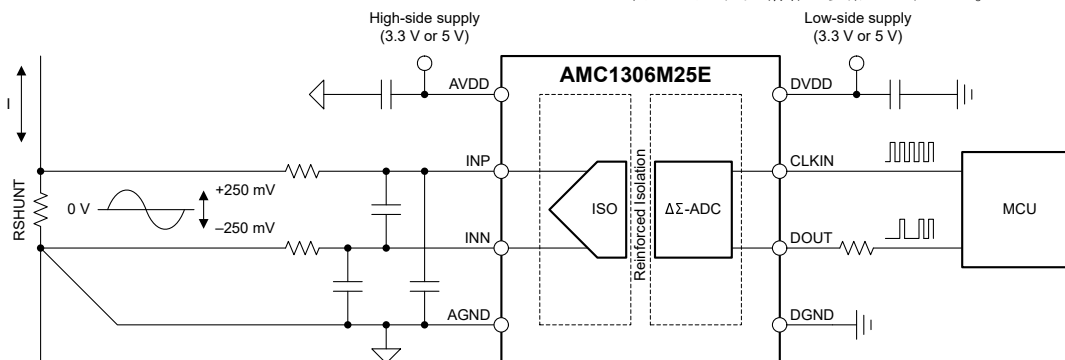 High-side supply
(3.3 V or 5 V)
Low-side supply
(3.3 V or 5 V)
AMC1306M25E
AVDD
DVDD
I
INP
CLKIN
RSHUNT
0 V
+250 mV
–250 mV
ISO
Reinforced Isolation
ΔΣ-ADC
MCU
INN
DOUT
AGND
DGND